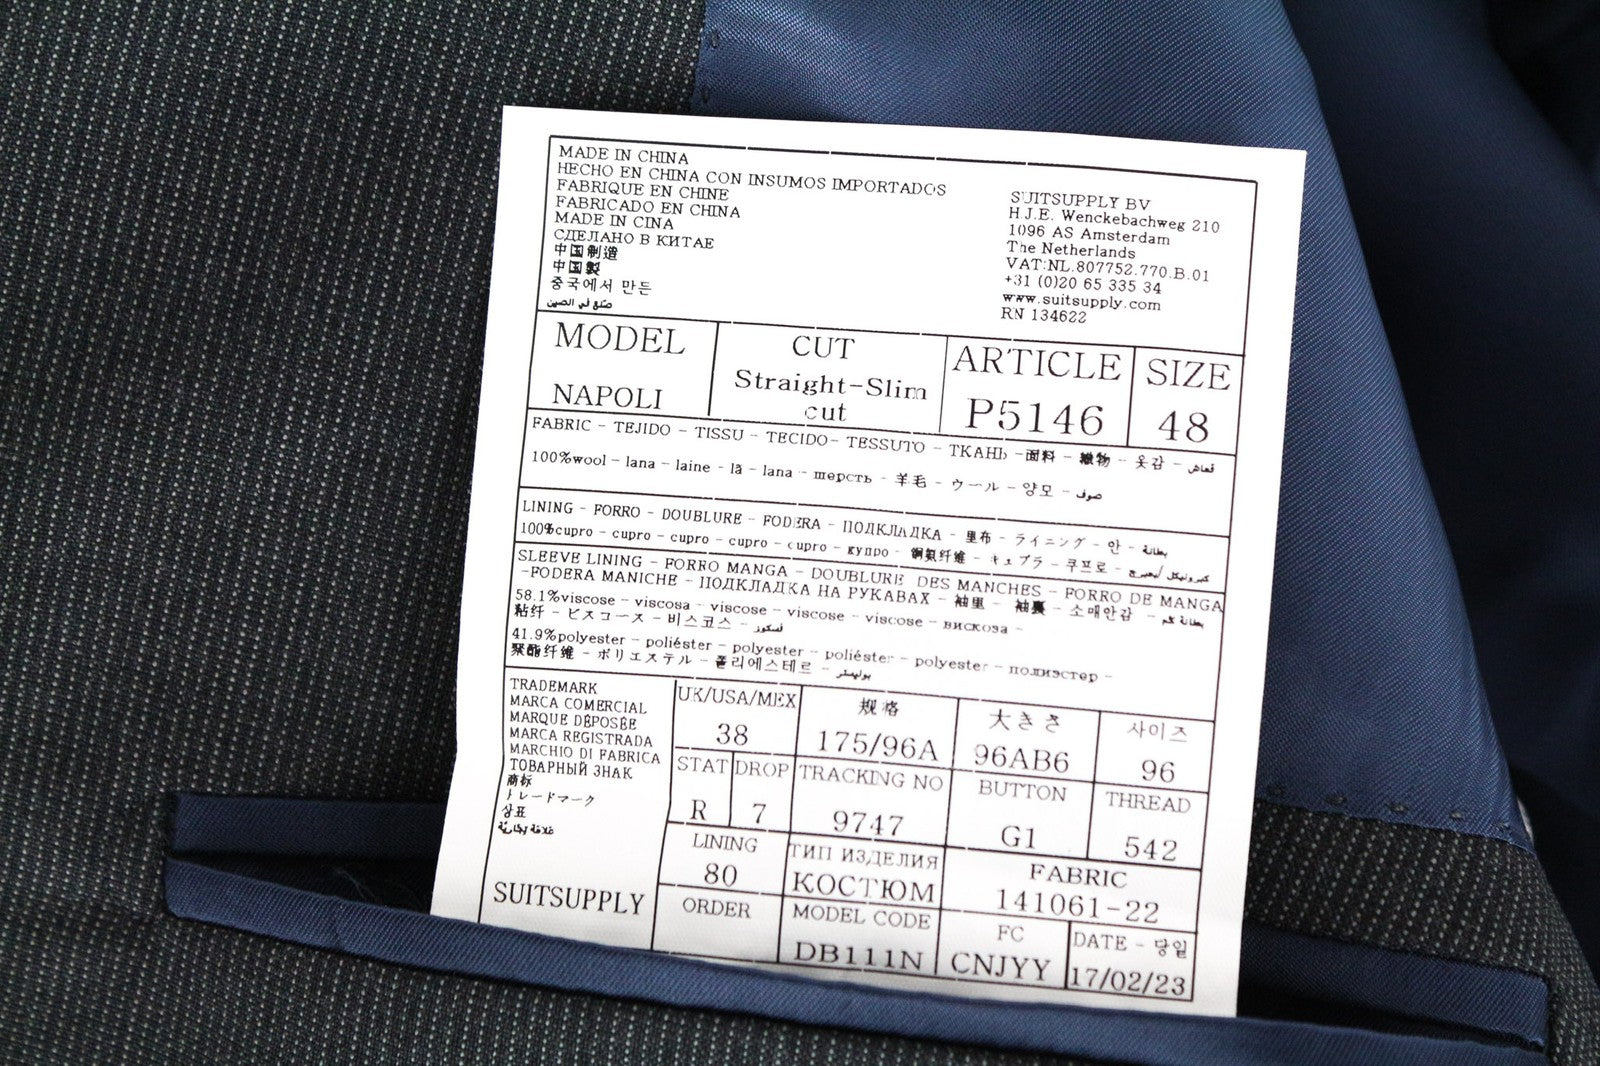 MADE IN CHINA
HECHO EN CHINA CON INSUMOS IMPORTADOS
FABRIQUE EN CHINE
FABRICADO EN CHINA
MADE IN CINA
СДЕЛАНО В КИТАЕ
中国制造
中国製
중국에서 만든
صنع في الصين
SUITSUPPLY BV
H.J.E. Wenckebachweg 210
1096 AS Amsterdam
The Netherlands
VAT:NL.807752.770.B.01
+31 (0)20 65 335 34
www.suitsupply.com
RN 134622
MODEL
NAPOLI
CUT
Straight-Slim
cut
ARTICLE
P5146
SIZE
48
FABRIC - TEJIDO - TISSU - TECIDO- TESSUTO - ТКАНЬ -面料 - 織物 - 옷감 - قماش
100%wool - lana - laine - lã - lana - шерсть - 羊毛 - ウール - 양모 - صوف
LINING - FORRO - DOUBLURE - FODERA - ПОДКЛАДКА - 里布 - ライニング - 안 - بطانة
100%cupro - cupro - cupro - cupro - cupro - купро - 铜氨纤维 - キュプラ - 쿠프로 -
SLEEVE LINING - FORRO MANGA - DOUBLURE DES MANCHES - FORRO DE MANGA
-FODERA MANICHE - ПОДКЛАДКА НА РУКАВАХ - 袖里 - 袖裏 - 소매안감 - بطانة كم
58.1%viscose - viscosa - viscose - viscose - viscose - вискоза -
粘纤 - ビスコース - 비스코스 - فسكوز
41.9%polyester - poliéster - polyester - poliéster - polyester - полиэстер -
聚酯纤维 - ポリエステル - 폴리에스테르 - بوليستر
TRADEMARK
MARCA COMERCIAL
MARQUE DÉPOSÉE
MARCA REGISTRADA
MARCHIO DI FABRICA
ТОВАРНЫЙ ЗНАК
商标
トレードマーク
상표
علامة تجارية
SUITSUPPLY
UK/USA/MEX
38
规格
175/96A
大きさ
96AB6
사이즈
96
STAT
R
DROP
7
TRACKING NO
9747
BUTTON
G1
THREAD
542
LINING
80
ТИП ИЗДЕЛИЯ
КОСТЮМ
FABRIC
141061-22
ORDER
MODEL CODE
DB111N
FC
CNJYY
DATE - 당일
17/02/23